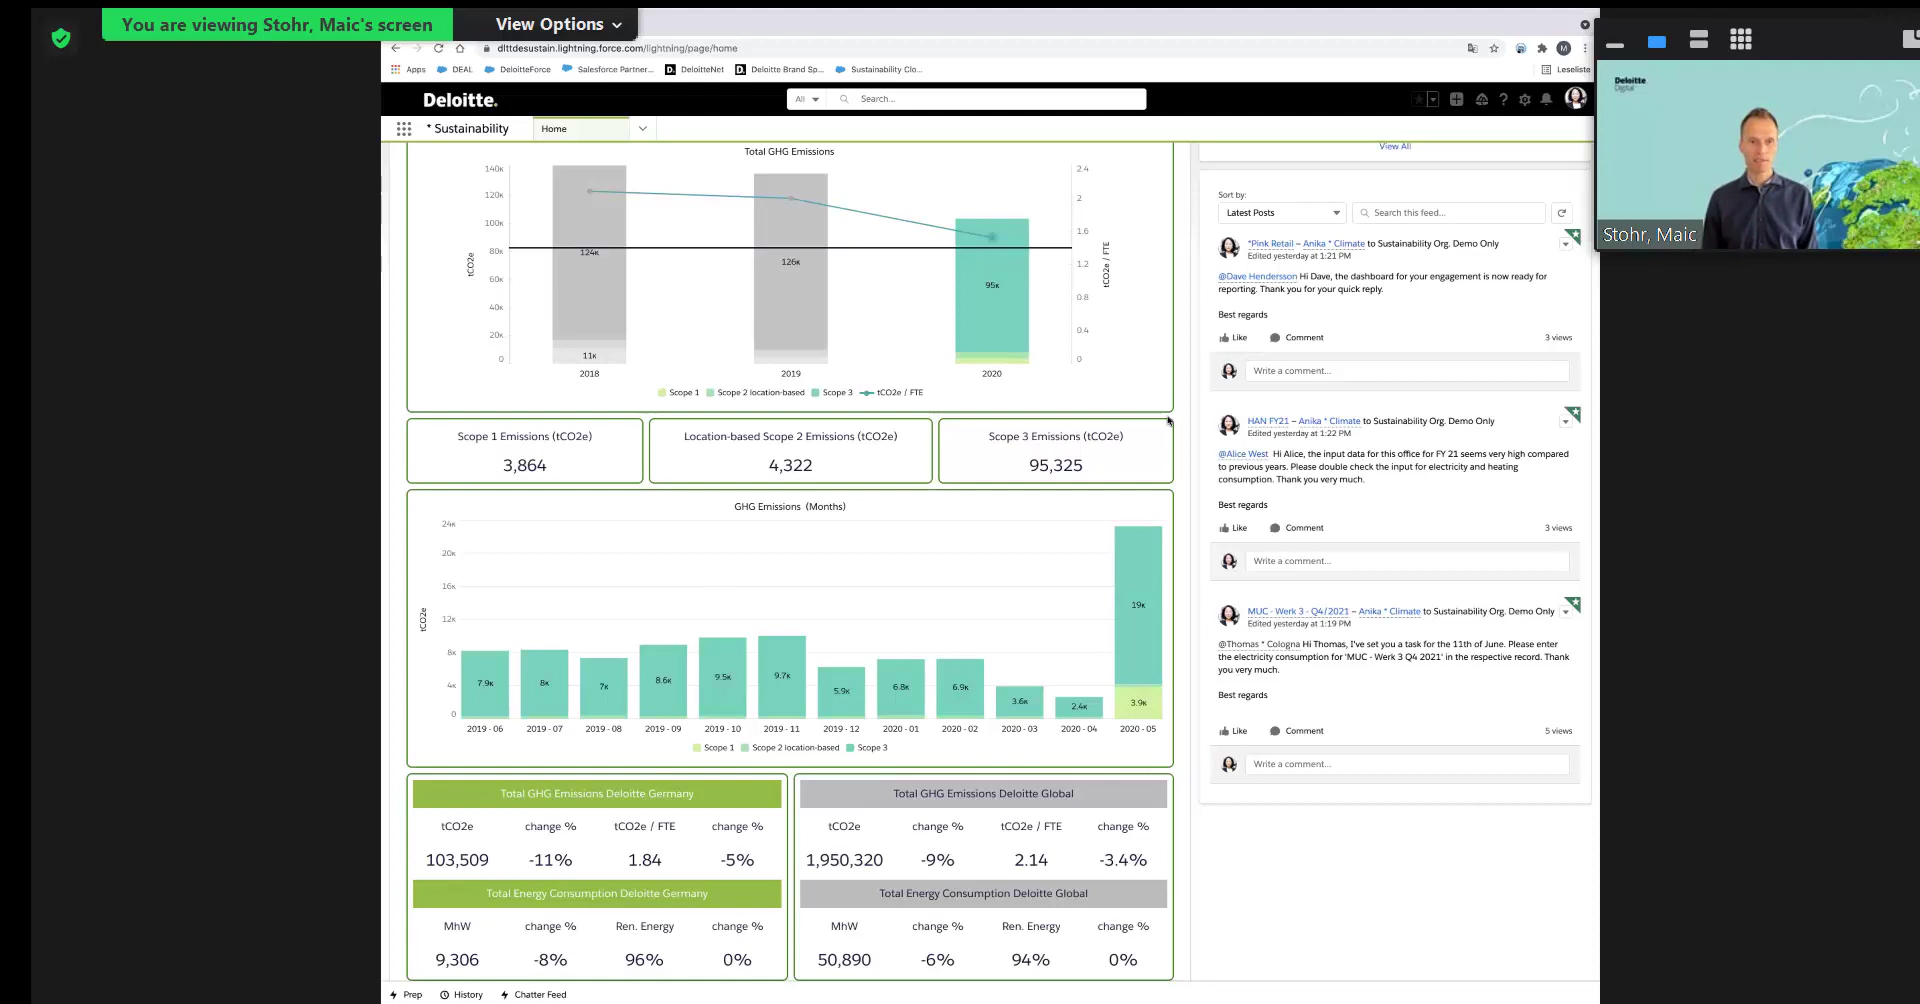 You are viewing Stohr, Maic's screen
View Options
dlttdesustain.lightning.force.com/lightning/page/home
Apps
DEAL
DeloitteForce
Salesforce Partner...
DeloitteNet
Deloitte Brand Sp...
Sustainability Clo...
Leseliste
Deloitte.
All
Search...
* Sustainability
Home
Total GHG Emissions
140K
120K
100K
80K
60K
40K
20K
0
tCO2e
2.4
2
1.6
1.2
0.8
0.4
0
tCO2e / FTE
124K
11K
126K
95K
2018
2019
2020
Scope 1
Scope 2 location-based
Scope 3
tCO2e / FTE
Scope 1 Emissions (tCO2e)
3,864
Location-based Scope 2 Emissions (tCO2e)
4,322
Scope 3 Emissions (tCO2e)
95,325
GHG Emissions (Months)
24K
20K
16K
12K
8K
4K
0
tCO2e
7.9K
8K
7K
8.6K
9.5K
9.7K
5.9K
6.8K
6.9K
3.6K
2.4K
19K
3.9K
2019 - 06
2019 - 07
2019 - 08
2019 - 09
2019 - 10
2019 - 11
2019 - 12
2020 - 01
2020 - 02
2020 - 03
2020 - 04
2020 - 05
Scope 1
Scope 2 location-based
Scope 3
Total GHG Emissions Deloitte Germany
tCO2e change % tCO2e / FTE change %
103,509 -11% 1.84 -5%
Total Energy Consumption Deloitte Germany
MhW change % Ren. Energy change %
9,306 -8% 96% 0%
Total GHG Emissions Deloitte Global
tCO2e change % tCO2e / FTE change %
1,950,320 -9% 2.14 -3.4%
Total Energy Consumption Deloitte Global
MhW change % Ren. Energy change %
50,890 -6% 94% 0%
Prep
History
Chatter Feed
View All
Sort by:
Latest Posts
Search this feed...
*Pink Retail – Anika * Climate to Sustainability Org. Demo Only
Edited yesterday at 1:21 PM
@Dave Hendersson Hi Dave, the dashboard for your engagement is now ready for
reporting. Thank you for your quick reply.
Best regards
Like
Comment
3 views
Write a comment...
HAN FY21 – Anika * Climate to Sustainability Org. Demo Only
Edited yesterday at 1:22 PM
@Alice West Hi Alice, the input data for this office for FY 21 seems very high compared
to previous years. Please double check the input for electricity and heating
consumption. Thank you very much.
Best regards
Like
Comment
3 views
Write a comment...
MUC - Werk 3 - Q4/2021 – Anika * Climate to Sustainability Org. Demo Only
Edited yesterday at 1:19 PM
@Thomas * Cologna Hi Thomas, I've set you a task for the 11th of June. Please enter
the electricity consumption for 'MUC - Werk 3 Q4 2021' in the respective record. Thank
you very much.
Best regards
Like
Comment
5 views
Write a comment...
Deloitte
Digital
Stohr, Maic
M